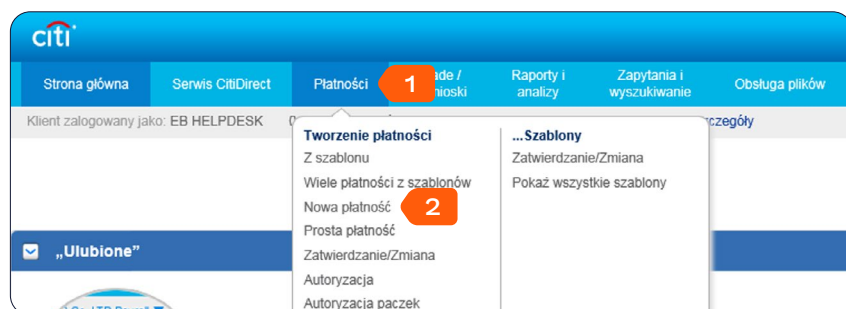 citi
Strona główna Serwis CitiDirect Płatności 1 ade / Raporty i analizy Zapytania i wyszukiwanie Obsługa plików
Klient zalogowany jako: EB HELPDESK
Tworzenie płatności
Z szablonu
Wiele płatności z szablonów
Nowa płatność 2
Prosta płatność
Zatwierdzanie/Zmiana
Autoryzacja
Autoryzacja paczek
...Szablony
Zatwierdzanie/Zmiana
Pokaż wszystkie szablony
„Ulubione”